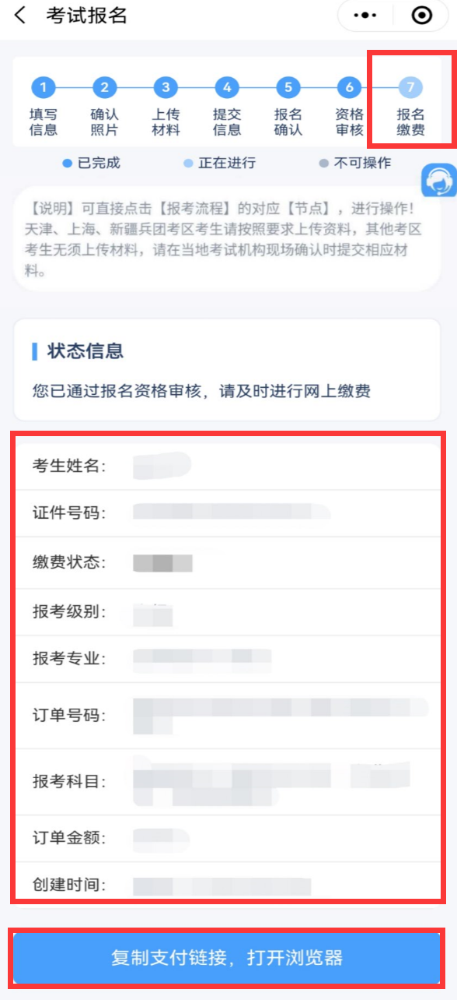 考试报名
1 2 3 4 5 6 7
填写 确认 上传 提交 报名 资格 报名
信息 照片 材料 信息 确认 审核 缴费
已完成 正在进行 不可操作
【说明】可直接点击【报考流程】的对应【节点】，进行操作！
天津、上海、新疆兵团考区考生请按照要求上传资料，其他考区
考生无须上传材料，请在当地考试机构现场确认时提交相应材
料。
状态信息
您已通过报名资格审核，请及时进行网上缴费
考生姓名：
证件号码：
缴费状态：
报考级别：
报考专业：
订单号码：
报考科目：
订单金额：
创建时间：
复制支付链接，打开浏览器